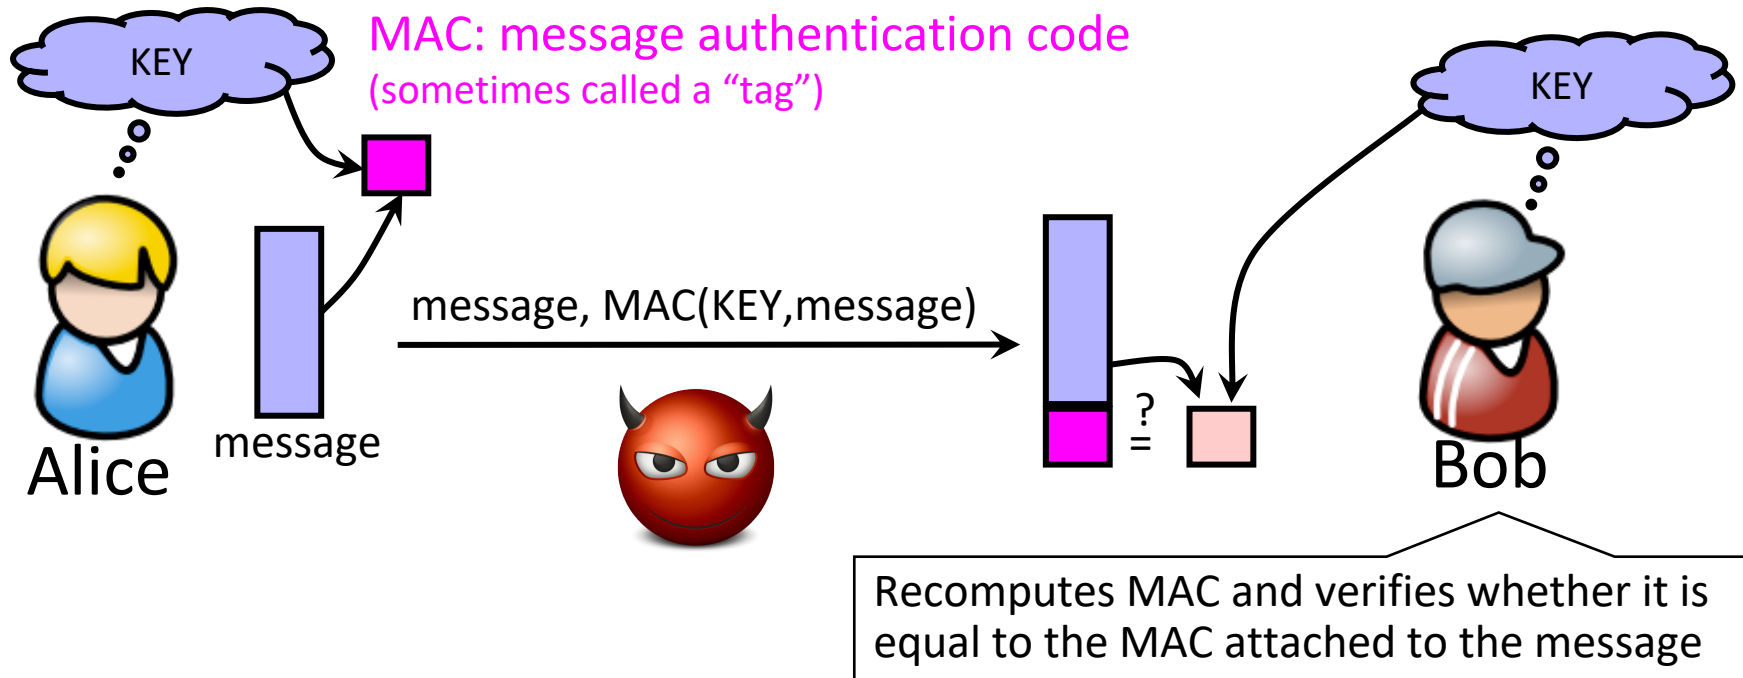 MAC: message authentication code
(sometimes called a “tag”)
KEY
KEY
message, MAC(KEY,message)
?
=
message
Alice
Bob
Recomputes MAC and verifies whether it is
equal to the MAC attached to the message